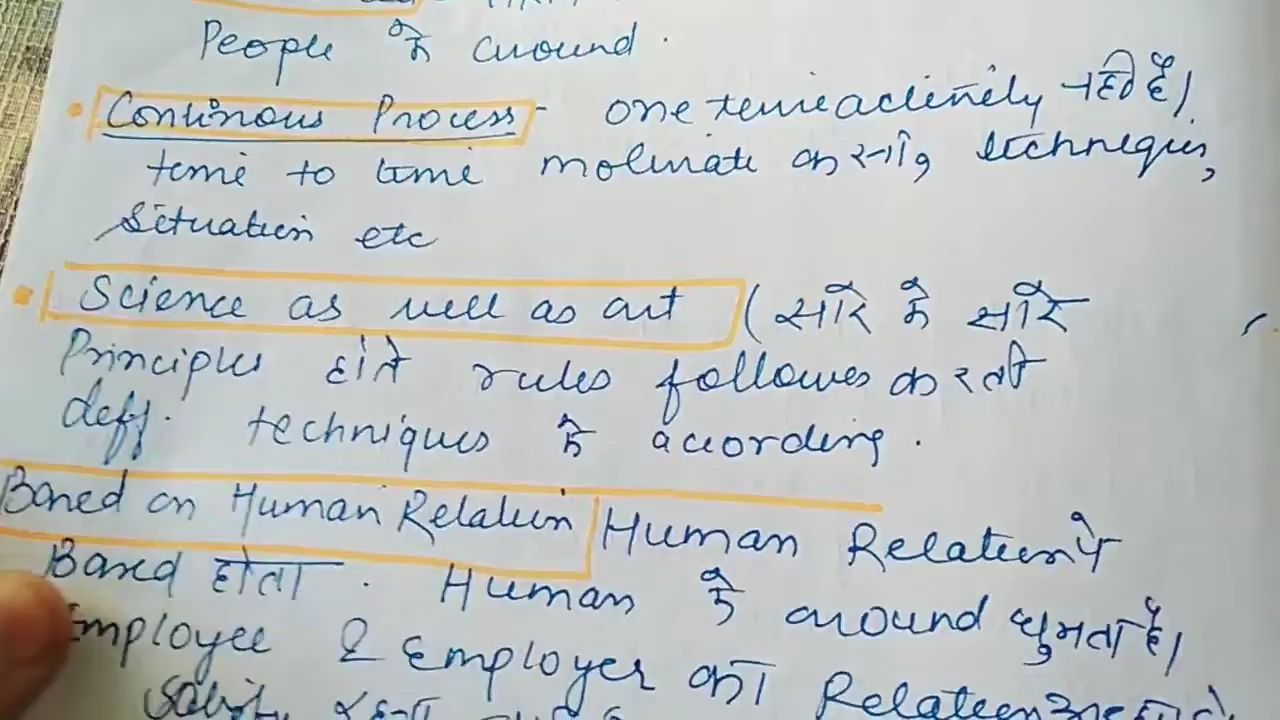 People के around.
• Continous Process - one time activity नहीं है।
time to time motivate करना, techniques,
Situation etc
• Science as well as art (सारे के सारे
Principles होते rules follows करती
deff. techniques के according.
Based on Human Relation Human Relation पे
Based होता. Human के around घुमता है।
Employee & Employer का Relation